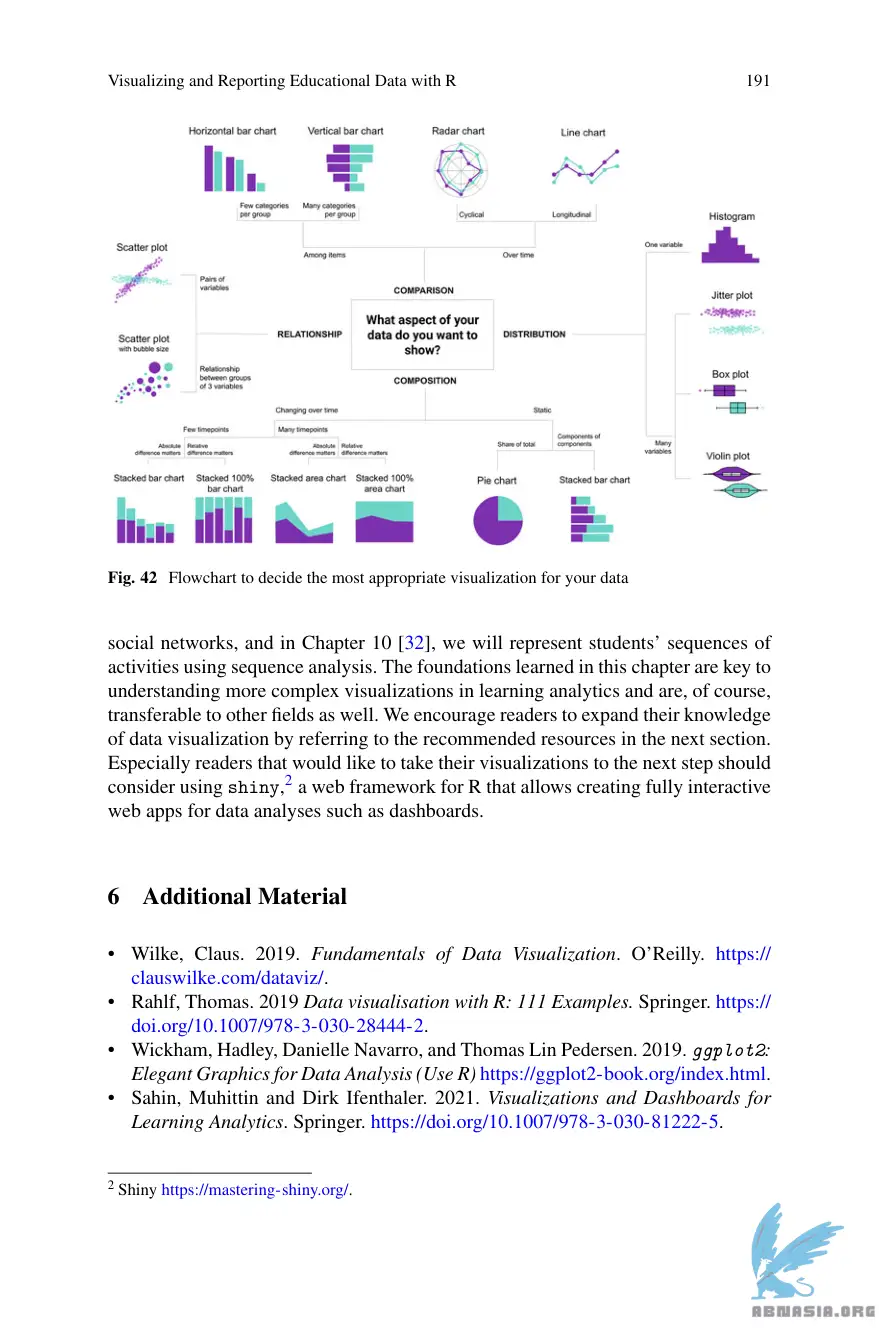 Visualizing and Reporting Educational Data with R 191
Horizontal bar chart Vertical bar chart Radar chart Line chart
Few categories
per group
Many categories
per group
Cyclical Longitudinal
Among items Over time
COMPARISON
Scatter plot
Pairs of
variables
Scatter plot
with bubble size
Relationship
between groups
of 3 variables
RELATIONSHIP
What aspect of your
data do you want to
show?
DISTRIBUTION
One variable
Histogram
Jitter plot
Box plot
Many
variables
Violin plot
COMPOSITION
Changing over time Static
Few timepoints Many timepoints
Absolute
difference matters
Relative
difference matters
Absolute
difference matters
Relative
difference matters
Share of total
Components of
components
Stacked bar chart
Stacked 100%
bar chart
Stacked area chart
Stacked 100%
area chart
Pie chart
Stacked bar chart
Fig. 42 Flowchart to decide the most appropriate visualization for your data
social networks, and in Chapter 10 [32], we will represent students’ sequences of
activities using sequence analysis. The foundations learned in this chapter are key to
understanding more complex visualizations in learning analytics and are, of course,
transferable to other fields as well. We encourage readers to expand their knowledge
of data visualization by referring to the recommended resources in the next section.
Especially readers that would like to take their visualizations to the next step should
consider using shiny,2 a web framework for R that allows creating fully interactive
web apps for data analyses such as dashboards.
6 Additional Material
• Wilke, Claus. 2019. Fundamentals of Data Visualization. O’Reilly. https://
clauswilke.com/dataviz/.
• Rahlf, Thomas. 2019 Data visualisation with R: 111 Examples. Springer. https://
doi.org/10.1007/978-3-030-28444-2.
• Wickham, Hadley, Danielle Navarro, and Thomas Lin Pedersen. 2019. ggplot2:
Elegant Graphics for Data Analysis (Use R) https://ggplot2-book.org/index.html.
• Sahin, Muhittin and Dirk Ifenthaler. 2021. Visualizations and Dashboards for
Learning Analytics. Springer. https://doi.org/10.1007/978-3-030-81222-5.
2 Shiny https://mastering-shiny.org/.
ABNASIA.ORG